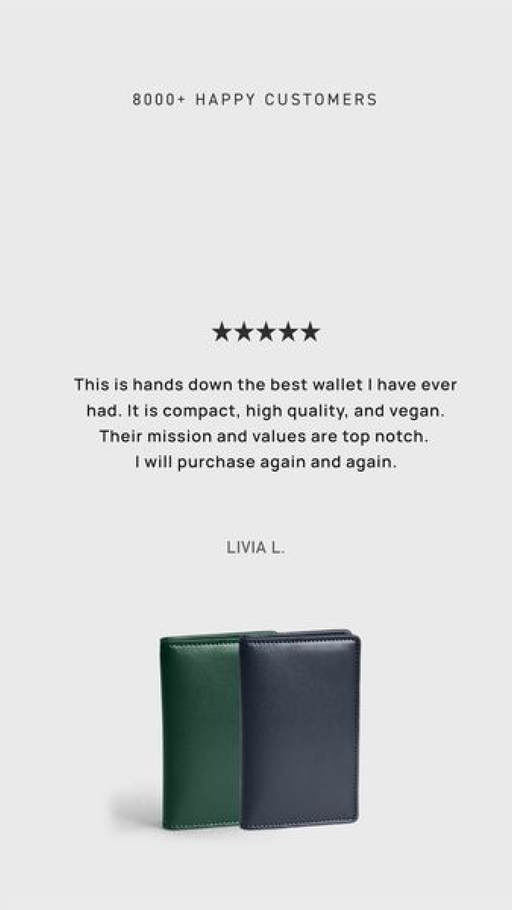 8000+ HAPPY CUSTOMERS
★★★★★
This is hands down the best wallet I have ever
had. It is compact, high quality, and vegan.
Their mission and values are top notch.
I will purchase again and again.
LIVIA L.